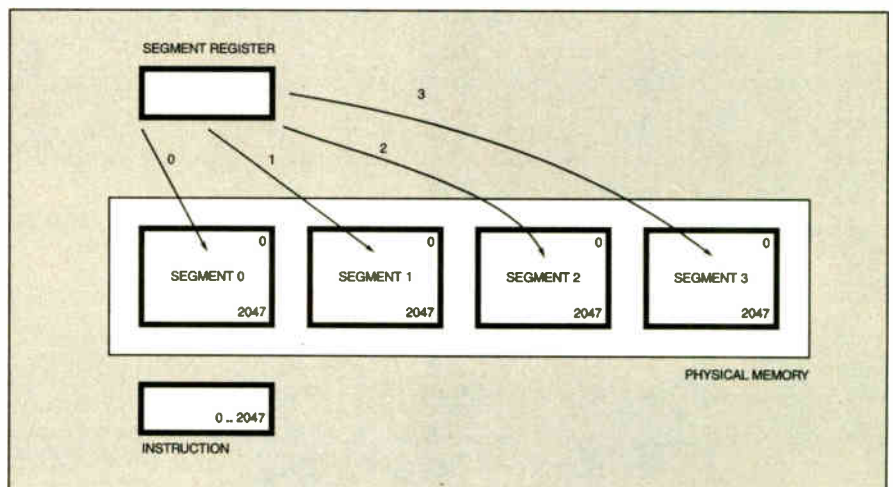 SEGMENT REGISTER
3
0
1
2
0
0
0
0
SEGMENT 0
SEGMENT 1
SEGMENT 2
SEGMENT 3
2047
2047
2047
2047
PHYSICAL MEMORY
0 .. 2047
INSTRUCTION